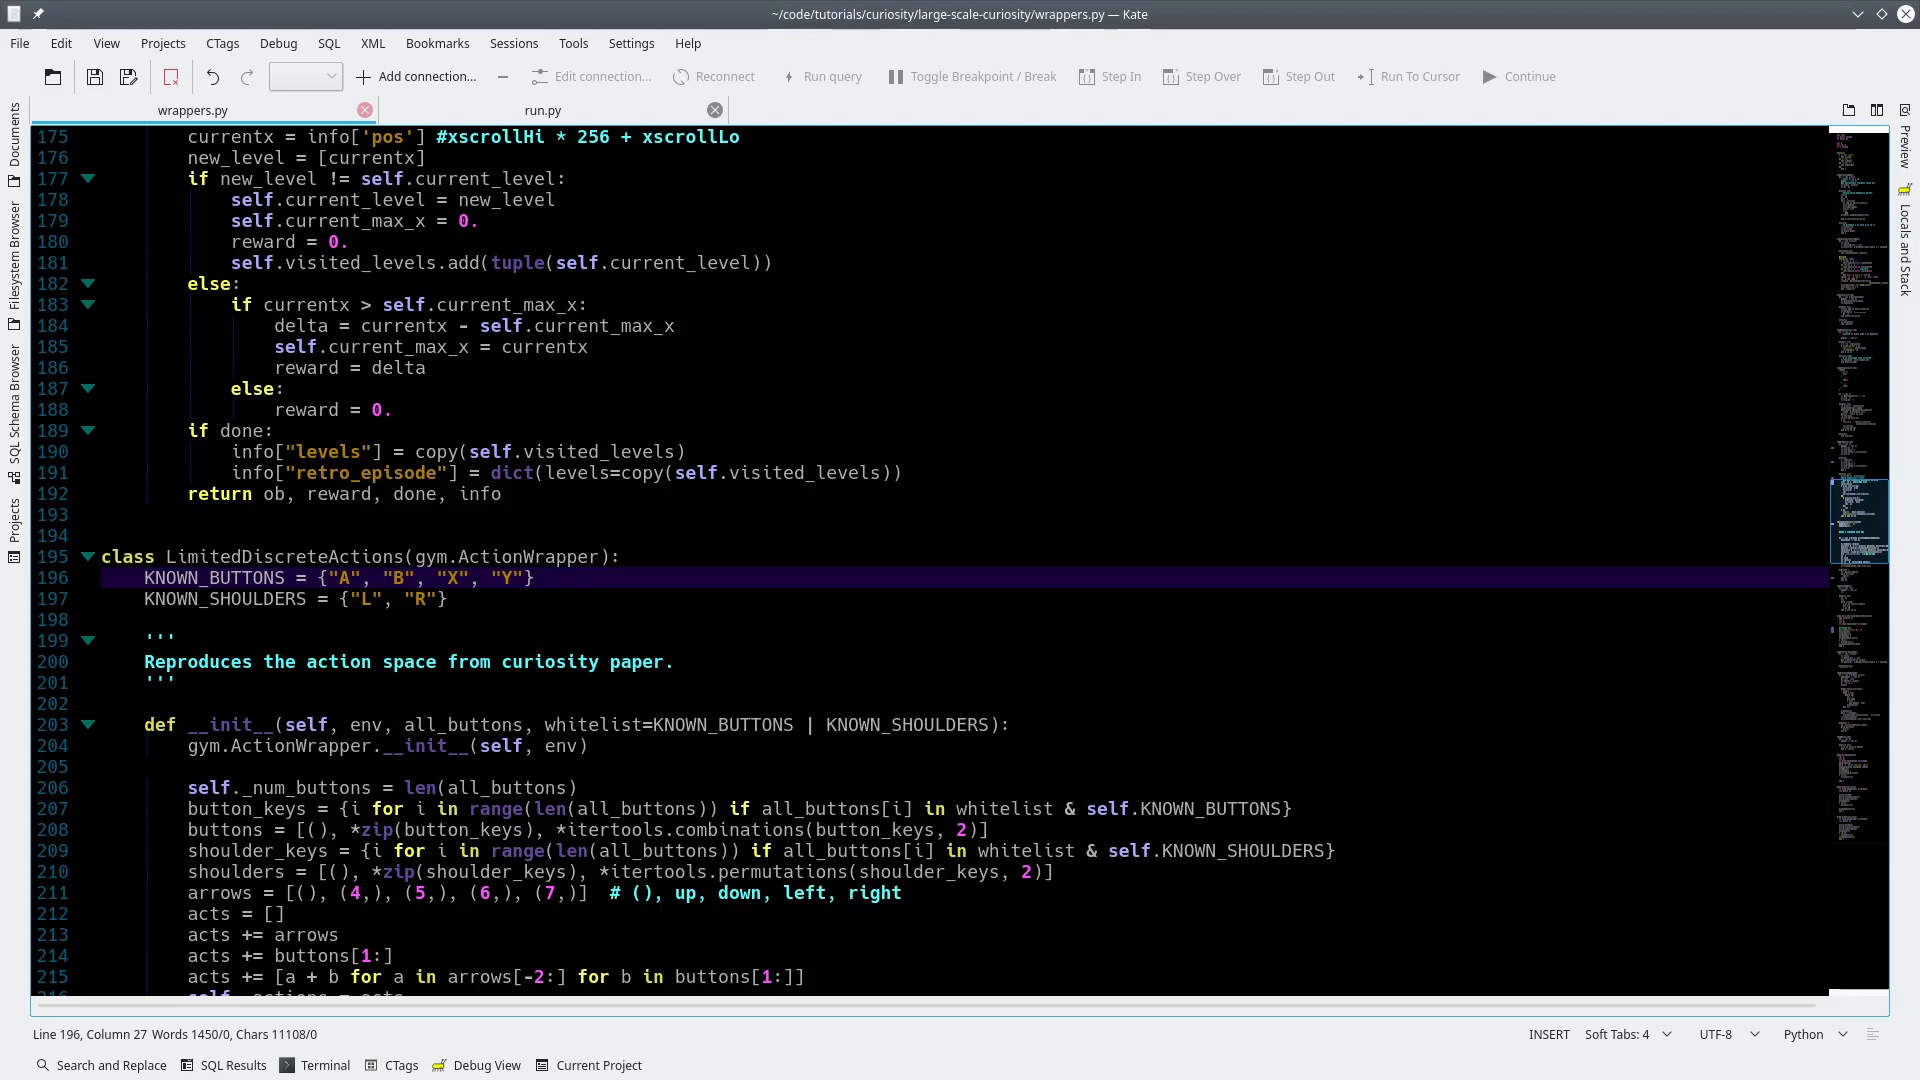 ~/code/tutorials/curiosity/large-scale-curiosity/wrappers.py — Kate
File Edit View Projects CTags Debug SQL XML Bookmarks Sessions Tools Settings Help
Add connection... Edit connection... Reconnect Run query Toggle Breakpoint / Break Step In Step Over Step Out Run To Cursor Continue
wrappers.py run.py
Documents
Filesystem Browser
SQL Schema Browser
Projects
175 currentx = info['pos'] #xscrollHi * 256 + xscrollLo
176 new_level = [currentx]
177 if new_level != self.current_level:
178 self.current_level = new_level
179 self.current_max_x = 0.
180 reward = 0.
181 self.visited_levels.add(tuple(self.current_level))
182 else:
183 if currentx > self.current_max_x:
184 delta = currentx - self.current_max_x
185 self.current_max_x = currentx
186 reward = delta
187 else:
188 reward = 0.
189 if done:
190 info["levels"] = copy(self.visited_levels)
191 info["retro_episode"] = dict(levels=copy(self.visited_levels))
192 return ob, reward, done, info
193
194
195 class LimitedDiscreteActions(gym.ActionWrapper):
196 KNOWN_BUTTONS = {"A", "B", "X", "Y"}
197 KNOWN_SHOULDERS = {"L", "R"}
198
199 '''
200 Reproduces the action space from curiosity paper.
201 '''
202
203 def __init__(self, env, all_buttons, whitelist=KNOWN_BUTTONS | KNOWN_SHOULDERS):
204 gym.ActionWrapper.__init__(self, env)
205
206 self._num_buttons = len(all_buttons)
207 button_keys = {i for i in range(len(all_buttons)) if all_buttons[i] in whitelist & self.KNOWN_BUTTONS}
208 buttons = [(), *zip(button_keys), *itertools.combinations(button_keys, 2)]
209 shoulder_keys = {i for i in range(len(all_buttons)) if all_buttons[i] in whitelist & self.KNOWN_SHOULDERS}
210 shoulders = [(), *zip(shoulder_keys), *itertools.permutations(shoulder_keys, 2)]
211 arrows = [(), (4,), (5,), (6,), (7,)] # (), up, down, left, right
212 acts = []
213 acts += arrows
214 acts += buttons[1:]
215 acts += [a + b for a in arrows[-2:] for b in buttons[1:]]
Preview
Locals and Stack
Line 196, Column 27 Words 1450/0, Chars 11108/0 INSERT Soft Tabs: 4 UTF-8 Python
Search and Replace SQL Results Terminal CTags Debug View Current Project